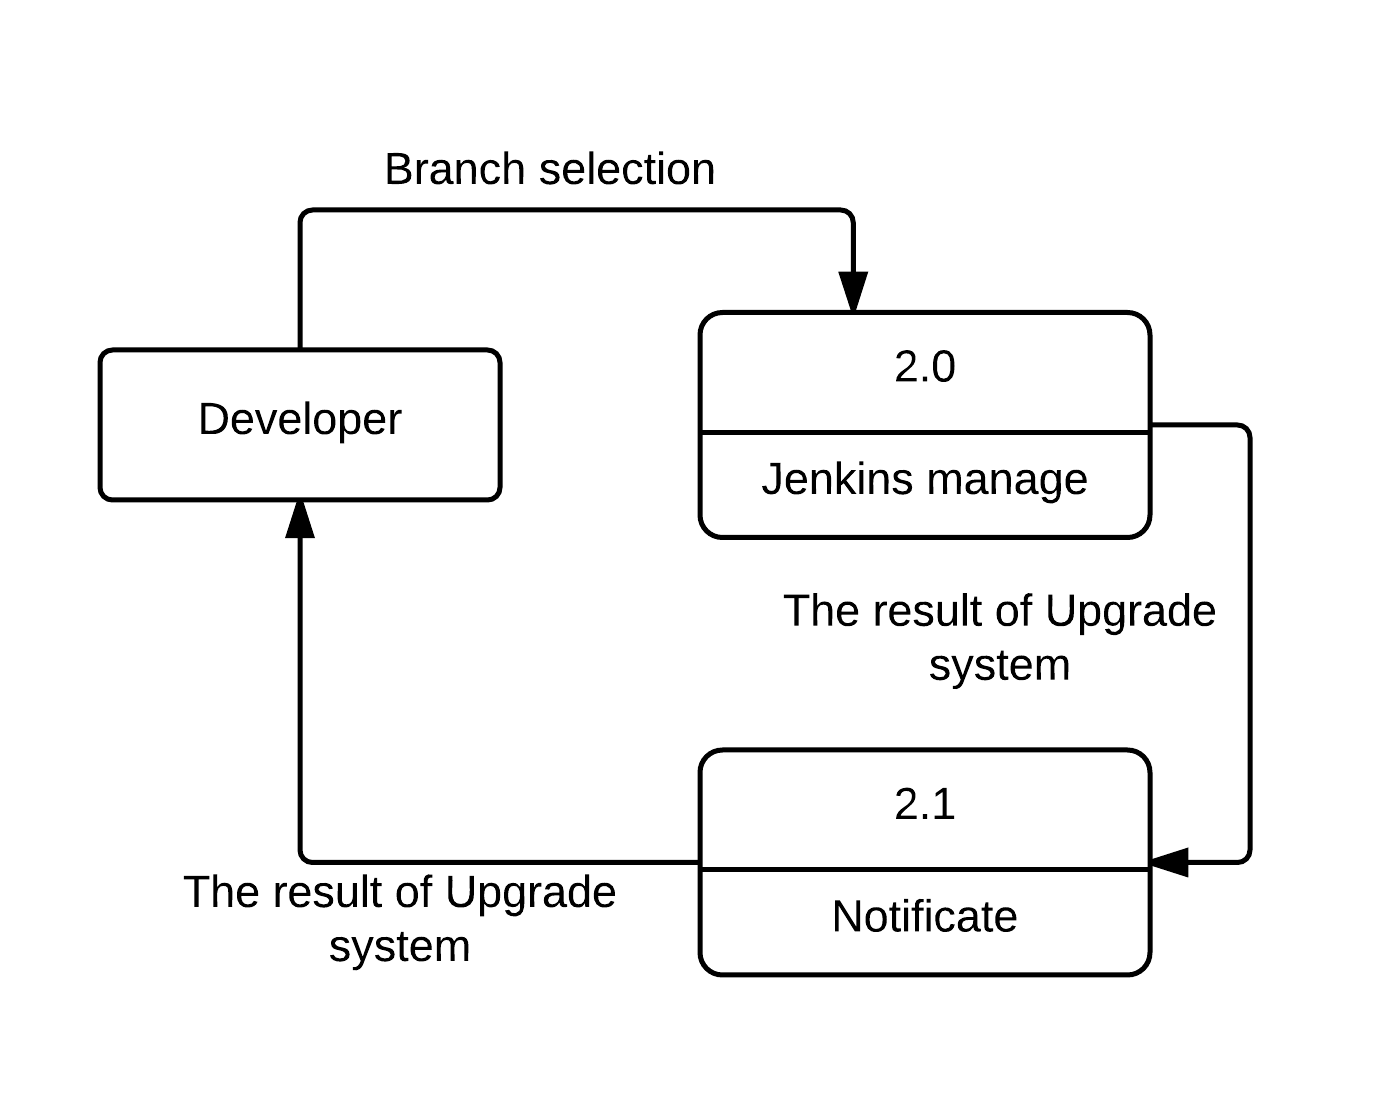 Branch selection
Developer
2.0
Jenkins manage
The result of Upgrade
system
2.1
Notificate
The result of Upgrade
system